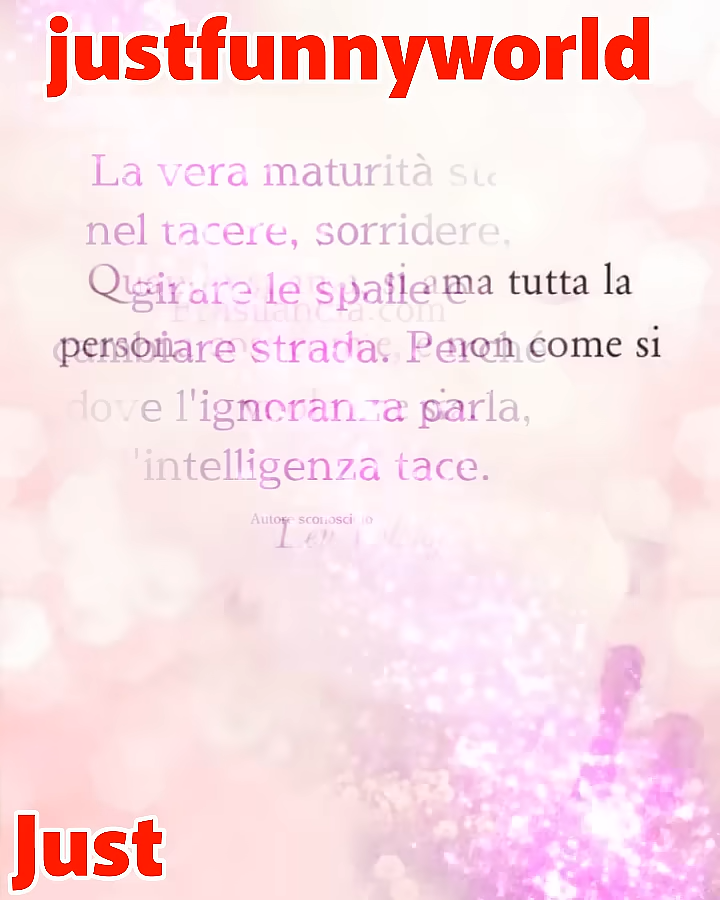 justfunnyworld
La vera maturità
nel tacere, sorridere,
si ama tutta la
girare le spalle e
cambiare strada. Perché
non come si
dove l'ignoranza parla,
l'intelligenza tace.
Autore sconosciuto
Just